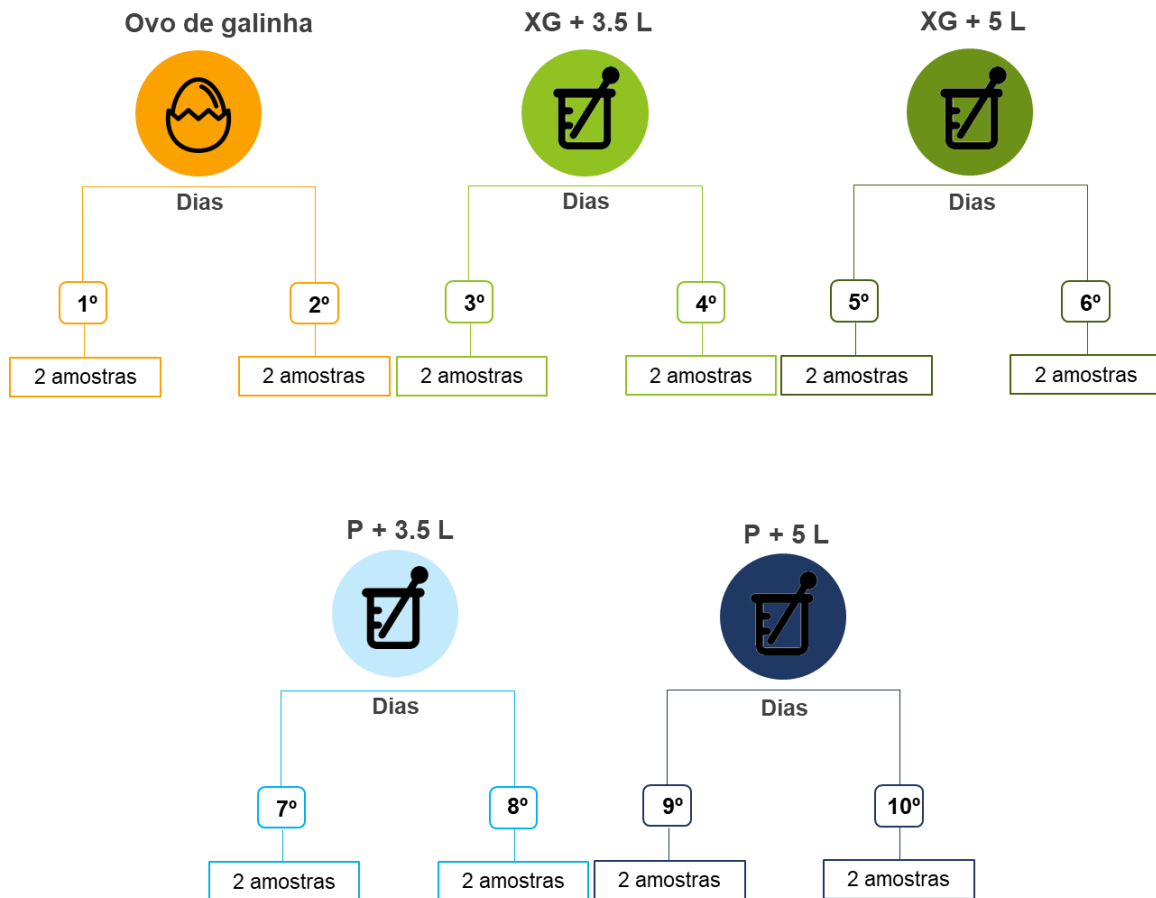 Ovo de galinha
XG + 3.5 L
XG + 5 L
Dias
Dias
Dias
1º
2º
3º
4º
5º
6º
2 amostras
2 amostras
2 amostras
2 amostras
2 amostras
2 amostras
P + 3.5 L
P + 5 L
Dias
Dias
7º
8º
9º
10º
2 amostras
2 amostras
2 amostras
2 amostras